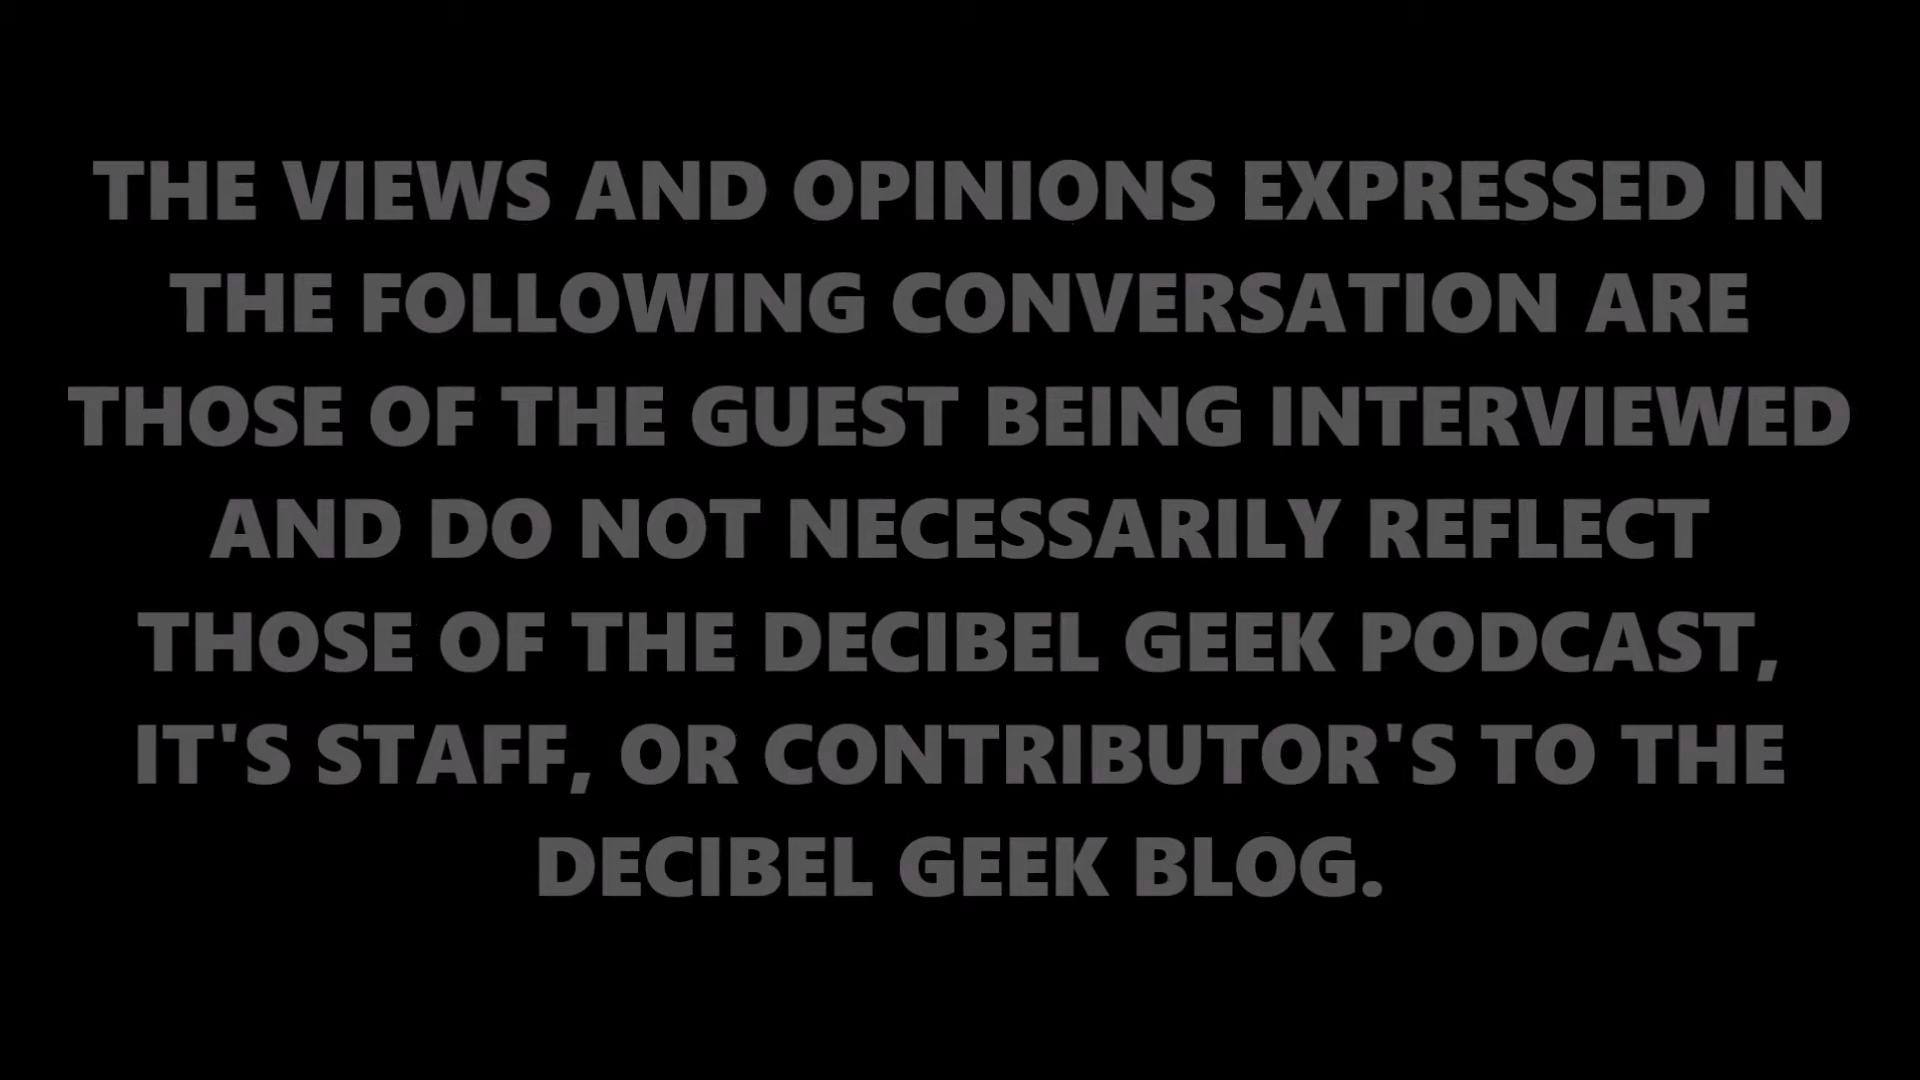 THE VIEWS AND OPINIONS EXPRESSED IN
THE FOLLOWING CONVERSATION ARE
THOSE OF THE GUEST BEING INTERVIEWED
AND DO NOT NECESSARILY REFLECT
THOSE OF THE DECIBEL GEEK PODCAST,
IT'S STAFF, OR CONTRIBUTOR'S TO THE
DECIBEL GEEK BLOG.